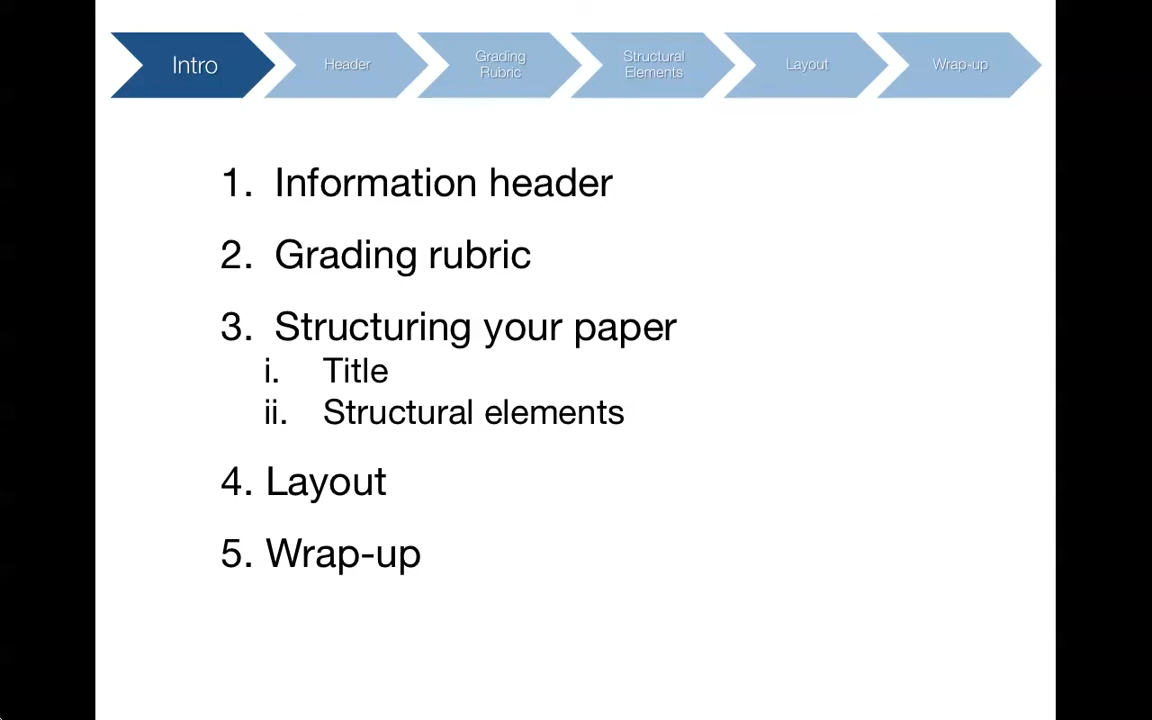 Intro
Header
Grading
Rubric
Structural
Elements
Layout
Wrap-up
1. Information header
2. Grading rubric
3. Structuring your paper
i. Title
ii. Structural elements
4. Layout
5. Wrap-up